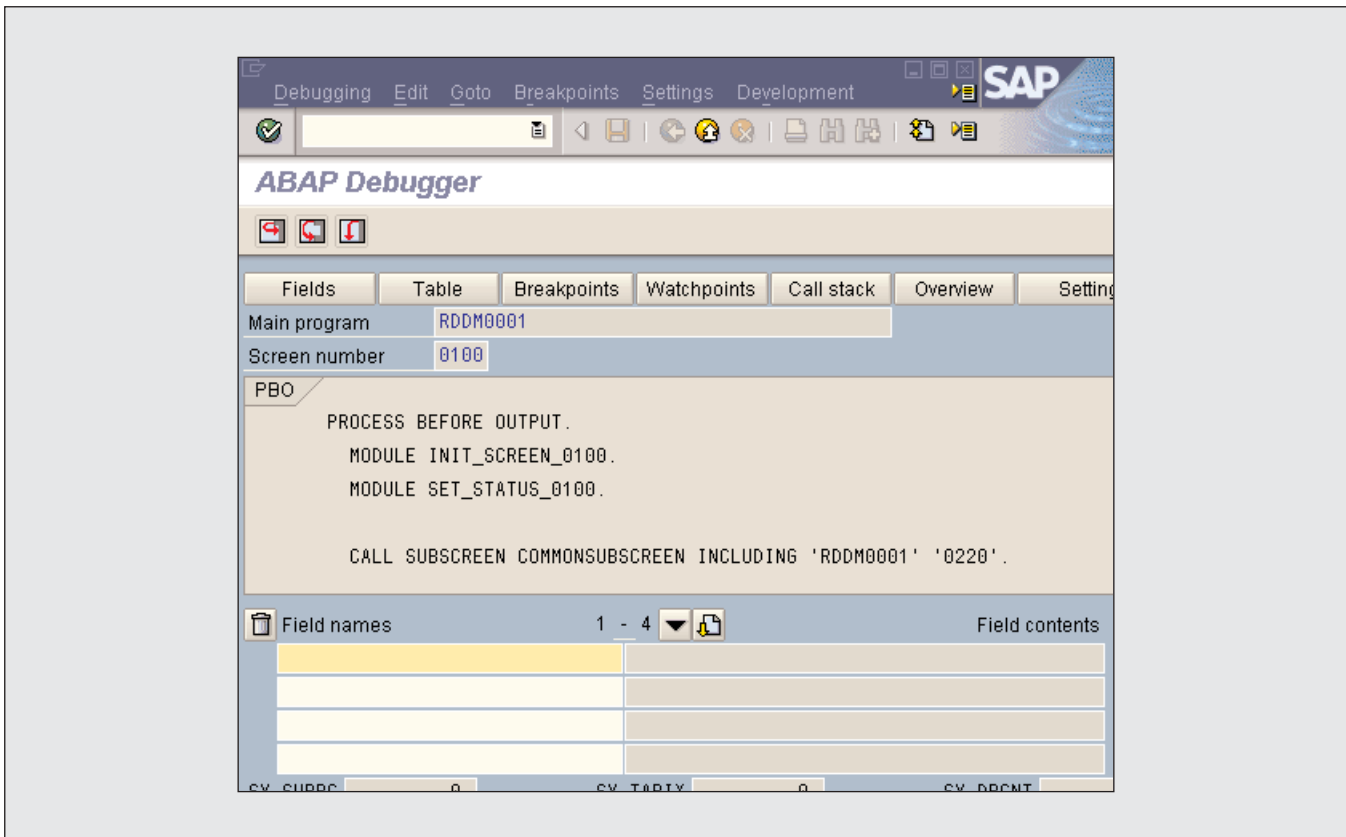 Debugging Edit Goto Breakpoints Settings Development
SAP
ABAP Debugger
Fields Table Breakpoints Watchpoints Call stack Overview Setting
Main program RDDM0001
Screen number 0100
PBO
PROCESS BEFORE OUTPUT.
MODULE INIT_SCREEN_0100.
MODULE SET_STATUS_0100.
CALL SUBSCREEN COMMONSUBSCREEN INCLUDING 'RDDM0001' '0220'.
Field names 1 - 4 Field contents